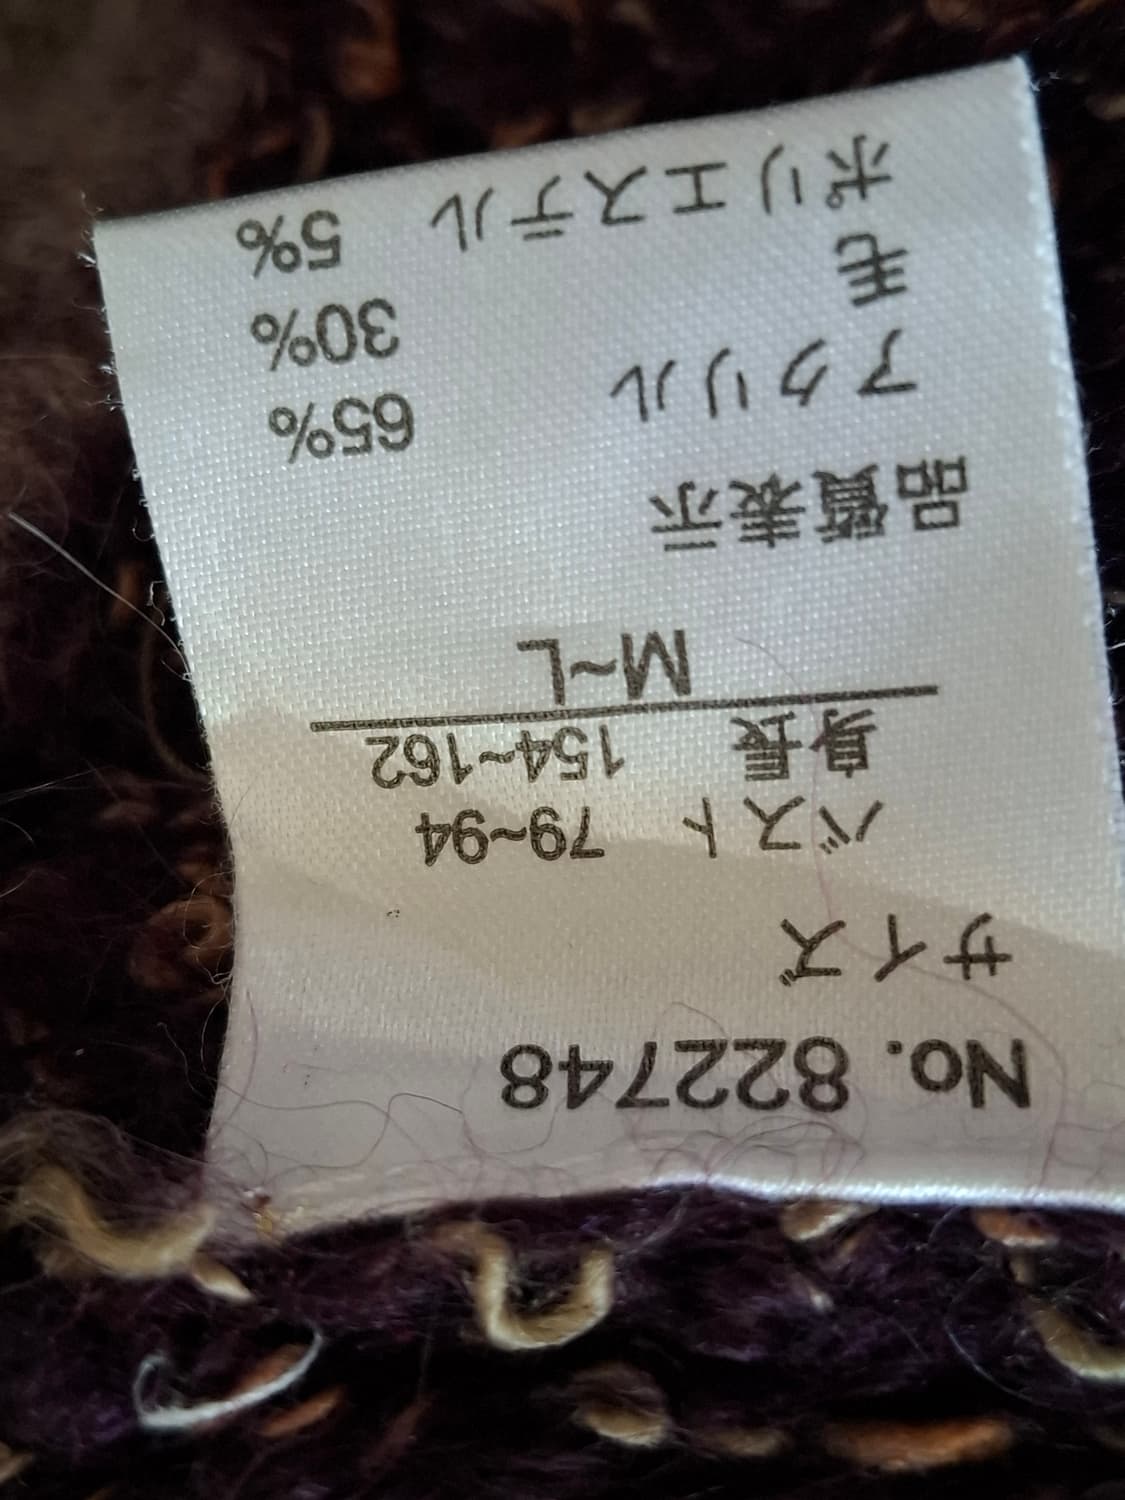 No. 822748
サイズ
バスト 79~94
身長 154~162
M~L
品質表示
アクリル 65%
毛 30%
ポリエステル 5%